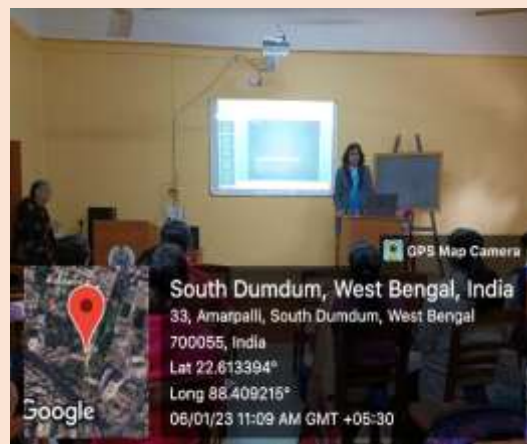 GPS Map Camera
South Dumdum, West Bengal, India
33, Amarpalli, South Dumdum, West Bengal
700055, India
Lat 22.613394°
Long 88.409215°
06/01/23 11:09 AM GMT +05:30
Google